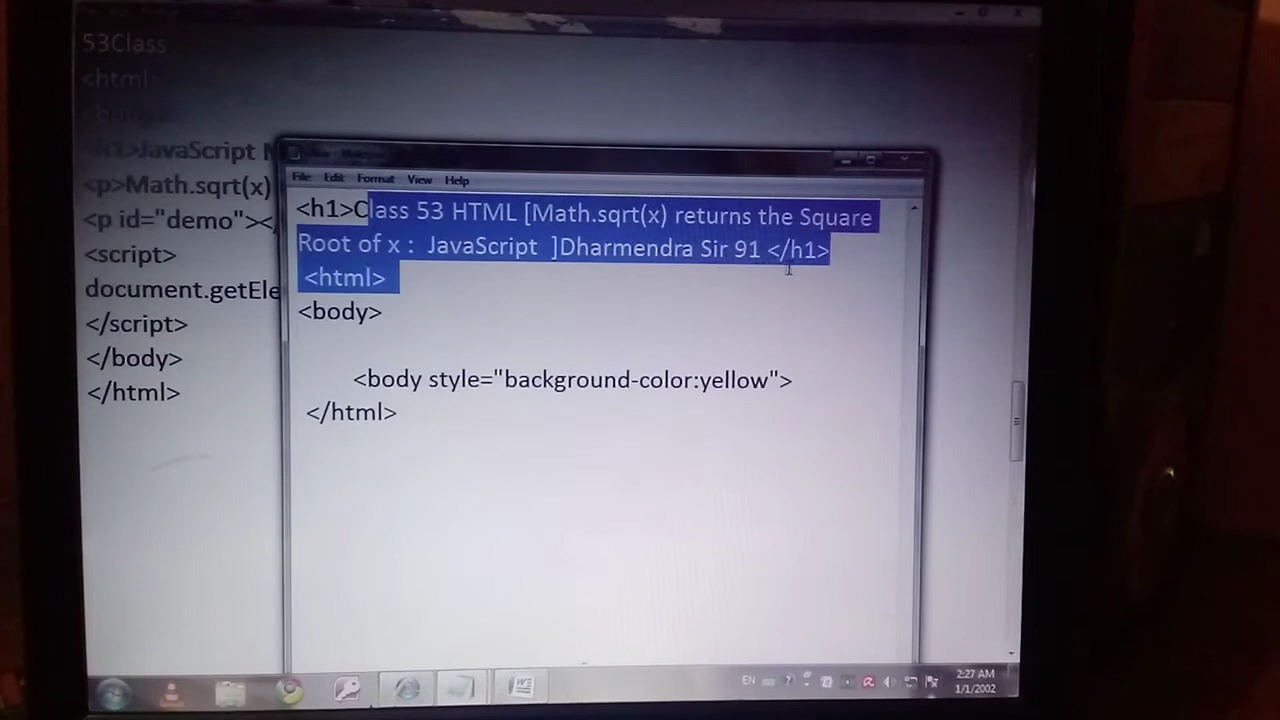 53Class
<html>
<h1>JavaScript
<p>Math.sqrt(x)
<p id="demo"></
<script>
document.getEle
</script>
</body>
</html>
File Edit Format View Help
<h1>Class 53 HTML [Math.sqrt(x) returns the Square
Root of x : JavaScript ]Dharmendra Sir 91 </h1>
<html>
<body>
<body style="background-color:yellow">
</html>
EN
2:27 AM
1/1/2002